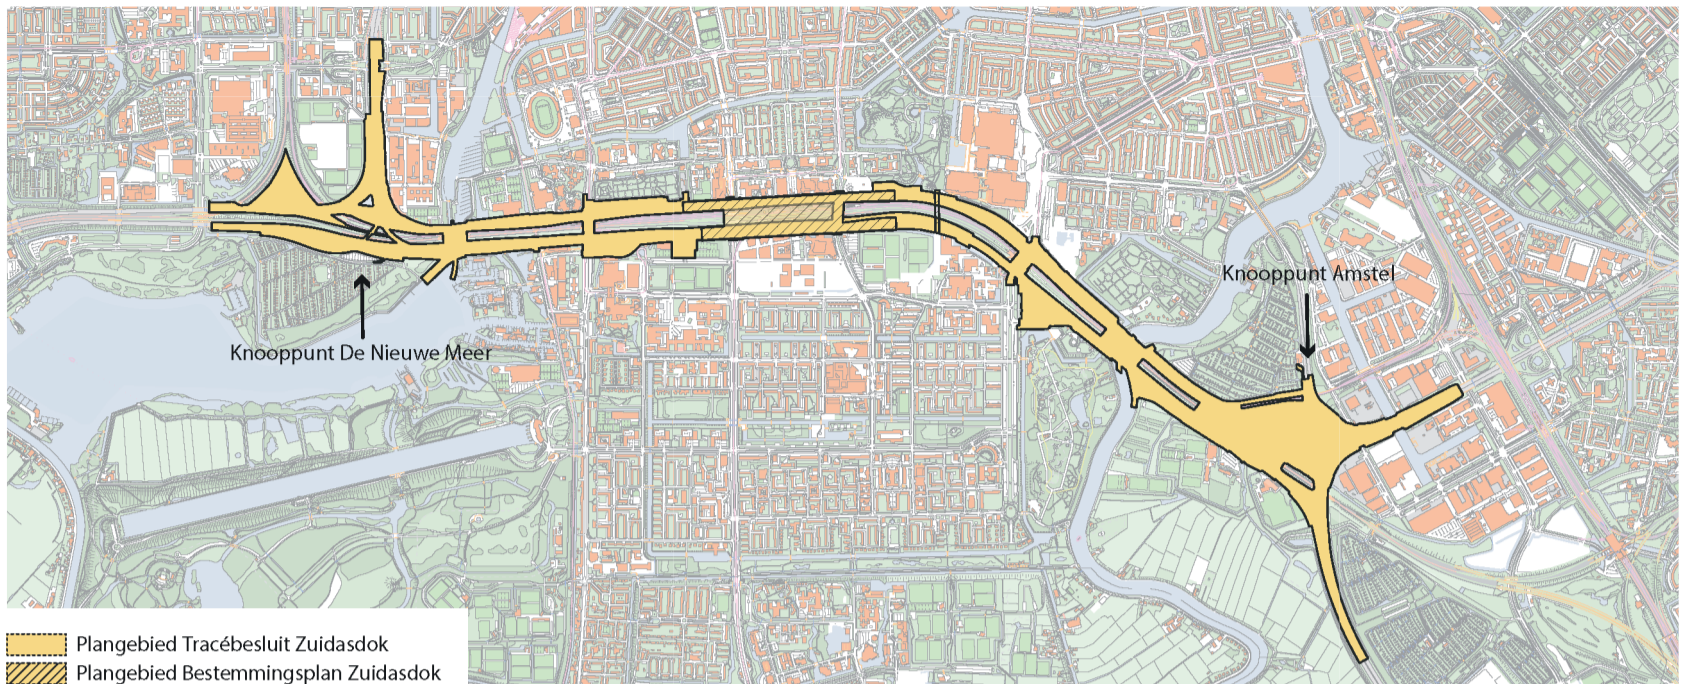 Knooppunt Amstel
Knooppunt De Nieuwe Meer
Plangebied Tracébesluit Zuidasdok
Plangebied Bestemmingsplan Zuidasdok